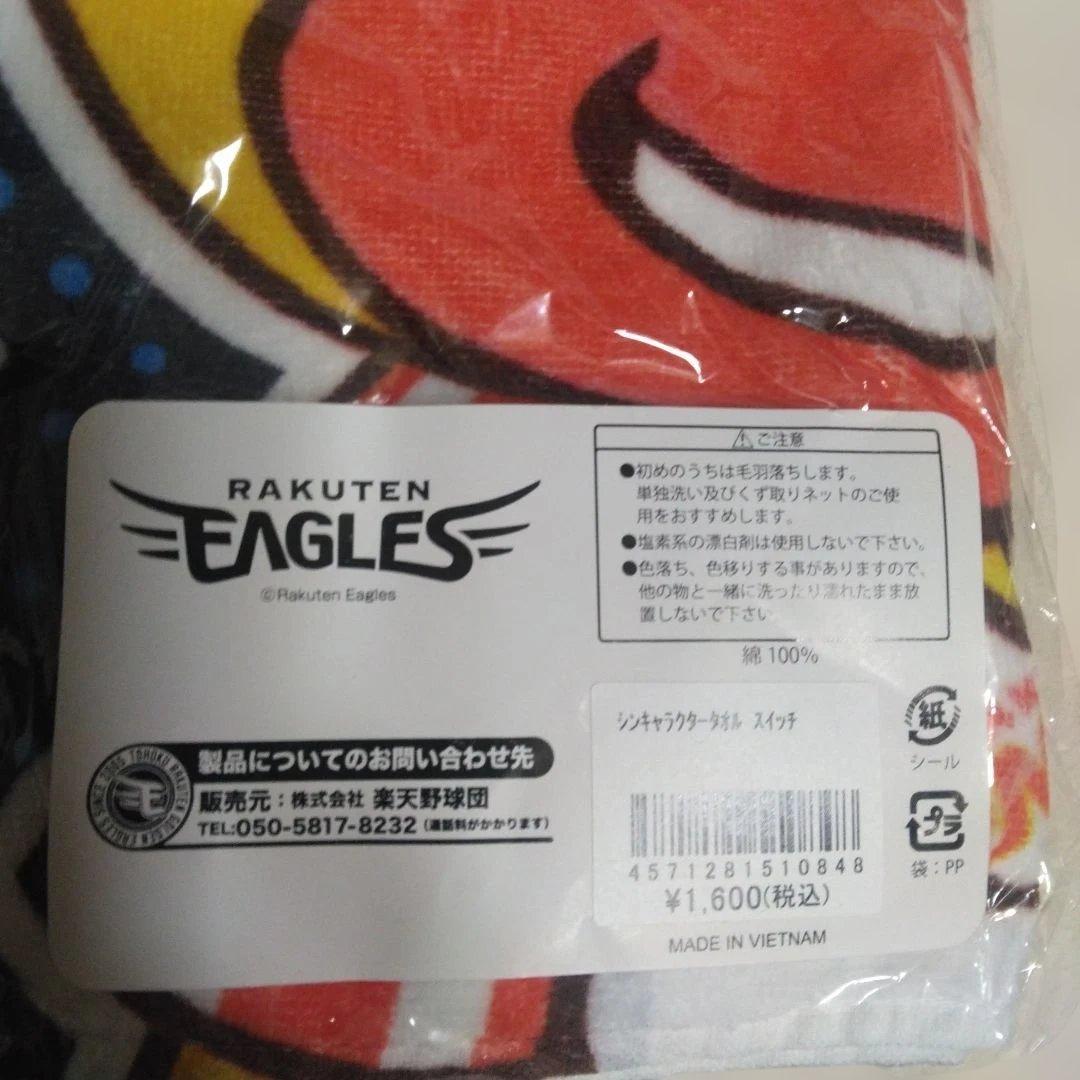 RAKUTEN
EAGLES
©Rakuten Eagles
⚠ご注意
●初めのうちは毛羽落ちします。
単独洗い及びくず取りネットのご使
用をおすすめします。
●塩素系の漂白剤は使用しないで下さい。
●色落ち、色移りする事がありますので、
他の物と一緒に洗ったり濡れたまま放
置しないで下さい
綿 100%
シンキャラクタータオル スイッチ
4571281510848
¥1,600(税込)
MADE IN VIETNAM
紙
シール
プラ
袋：PP
製品についてのお問い合わせ先
販売元：株式会社 楽天野球団
TEL:050-5817-8232 (通話料がかかります)